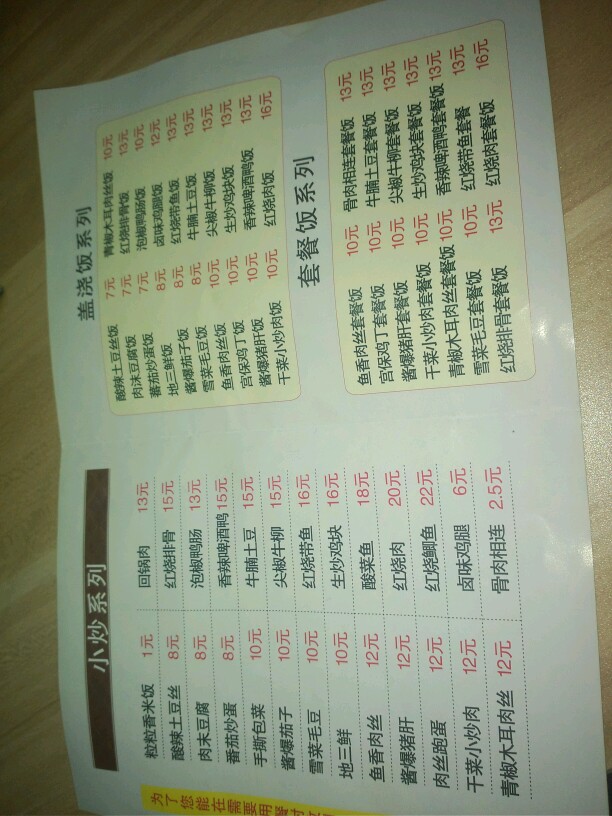 小炒系列
粒粒香米饭 1元 回锅肉 13元
酸辣土豆丝 8元 红烧排骨 15元
肉末豆腐 8元 泡椒鸭肠 13元
番茄炒蛋 8元 香辣啤酒鸭 15元
手撕包菜 10元 牛腩土豆 15元
酱爆茄子 10元 尖椒牛柳 15元
雪菜毛豆 10元 红烧带鱼 16元
地三鲜 10元 生炒鸡块 16元
鱼香肉丝 12元 酸菜鱼 18元
酱爆猪肝 12元 红烧肉 20元
肉丝跑蛋 12元 红烧鲫鱼 22元
干菜小炒肉 12元 卤味鸡腿 6元
青椒木耳肉丝 12元 骨肉相连 2.5元
盖浇饭系列
酸辣土豆丝饭 7元 青椒木耳肉丝饭 10元
肉沫豆腐饭 7元 红烧排骨饭 13元
蕃茄炒蛋饭 7元 泡椒鸭肠饭 10元
地三鲜饭 8元 卤味鸡腿饭 12元
酱爆茄子饭 8元 红烧带鱼饭 13元
雪菜毛豆饭 8元 牛腩土豆饭 13元
鱼香肉丝饭 10元 尖椒牛柳饭 13元
宫保鸡丁饭 10元 生炒鸡块饭 13元
酱爆猪肝饭 10元 香辣啤酒鸭饭 13元
干菜小炒肉饭 10元 红烧肉饭 16元
套餐饭系列
鱼香肉丝套餐饭 10元 骨肉相连套餐饭 13元
宫保鸡丁套餐饭 10元 牛腩土豆套餐饭 13元
酱爆猪肝套餐饭 10元 尖椒牛柳套餐饭 13元
干菜小炒肉套餐饭 10元 生炒鸡块套餐饭 13元
青椒木耳肉丝套餐饭 10元 香辣啤酒鸭套餐饭 13元
雪菜毛豆套餐饭 10元 红烧带鱼套餐 13元
红烧排骨套餐饭 13元 红烧肉套餐饭 16元
为了
您能
在需
要用
餐